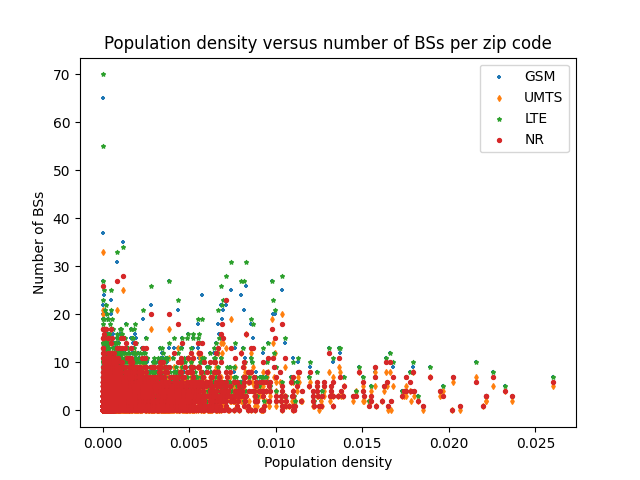 Population density versus number of BSs per zip code
GSM
UMTS
LTE
NR
Number of BSs
70
60
50
40
30
20
10
0
0.000
0.005
0.010
0.015
0.020
0.025
Population density